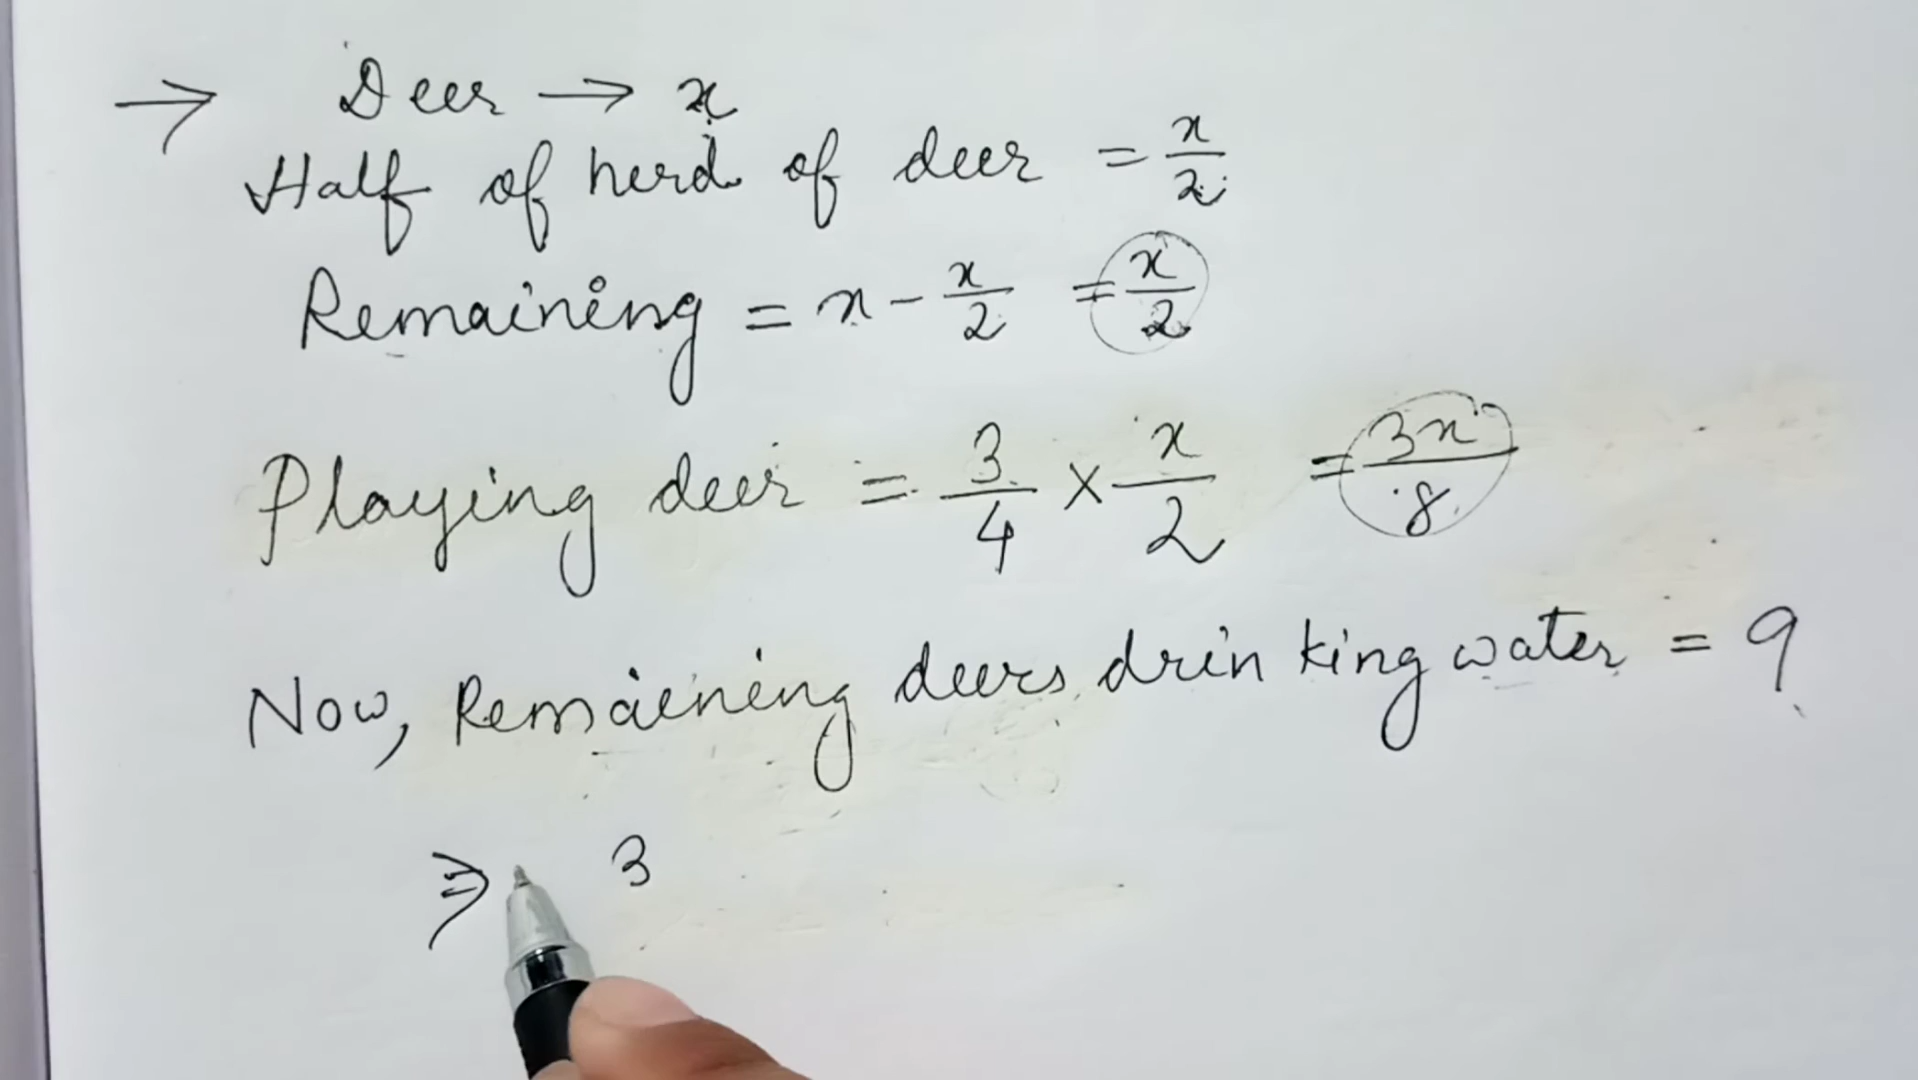 → Deer → x
Half of herd of deer = x/2
Remaining = x - x/2 = x/2
Playing deer = 3/4 × x/2 = 3x/8
Now, Remaining deers drinking water = 9
⇒ 3